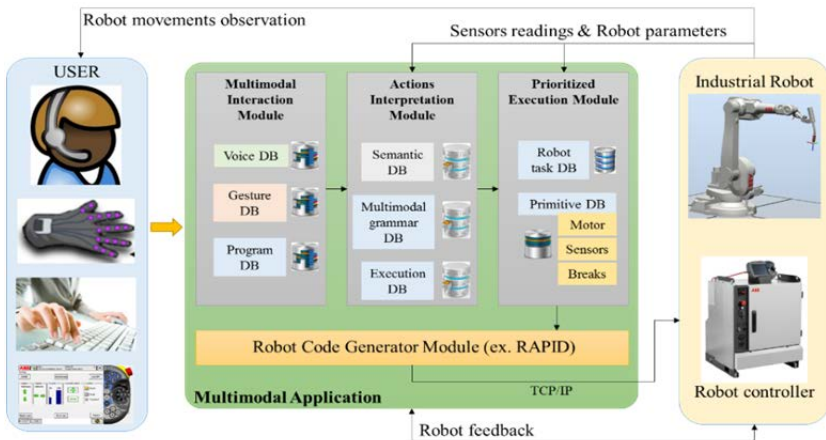 Robot movements observation
Sensors readings & Robot parameters
USER
Multimodal
Interaction
Module
Voice DB
Gesture
DB
Program
DB
Actions
Interpretation
Module
Semantic
DB
Multimodal
grammar
DB
Execution
DB
Prioritized
Execution Module
Robot
task DB
Primitive DB
Motor
Sensors
Breaks
Robot Code Generator Module (ex. RAPID)
Multimodal Application
TCP/IP
Industrial Robot
ABB
Robot controller
Robot feedback